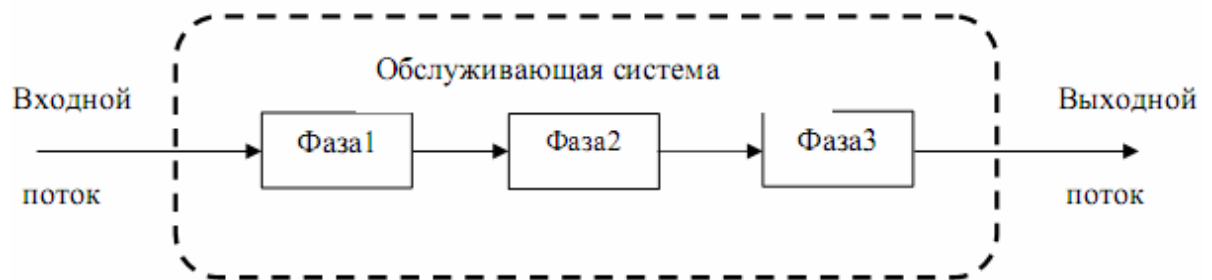 Обслуживающая система
Входной
поток
Фаза1
Фаза2
Фаза3
Выходной
поток